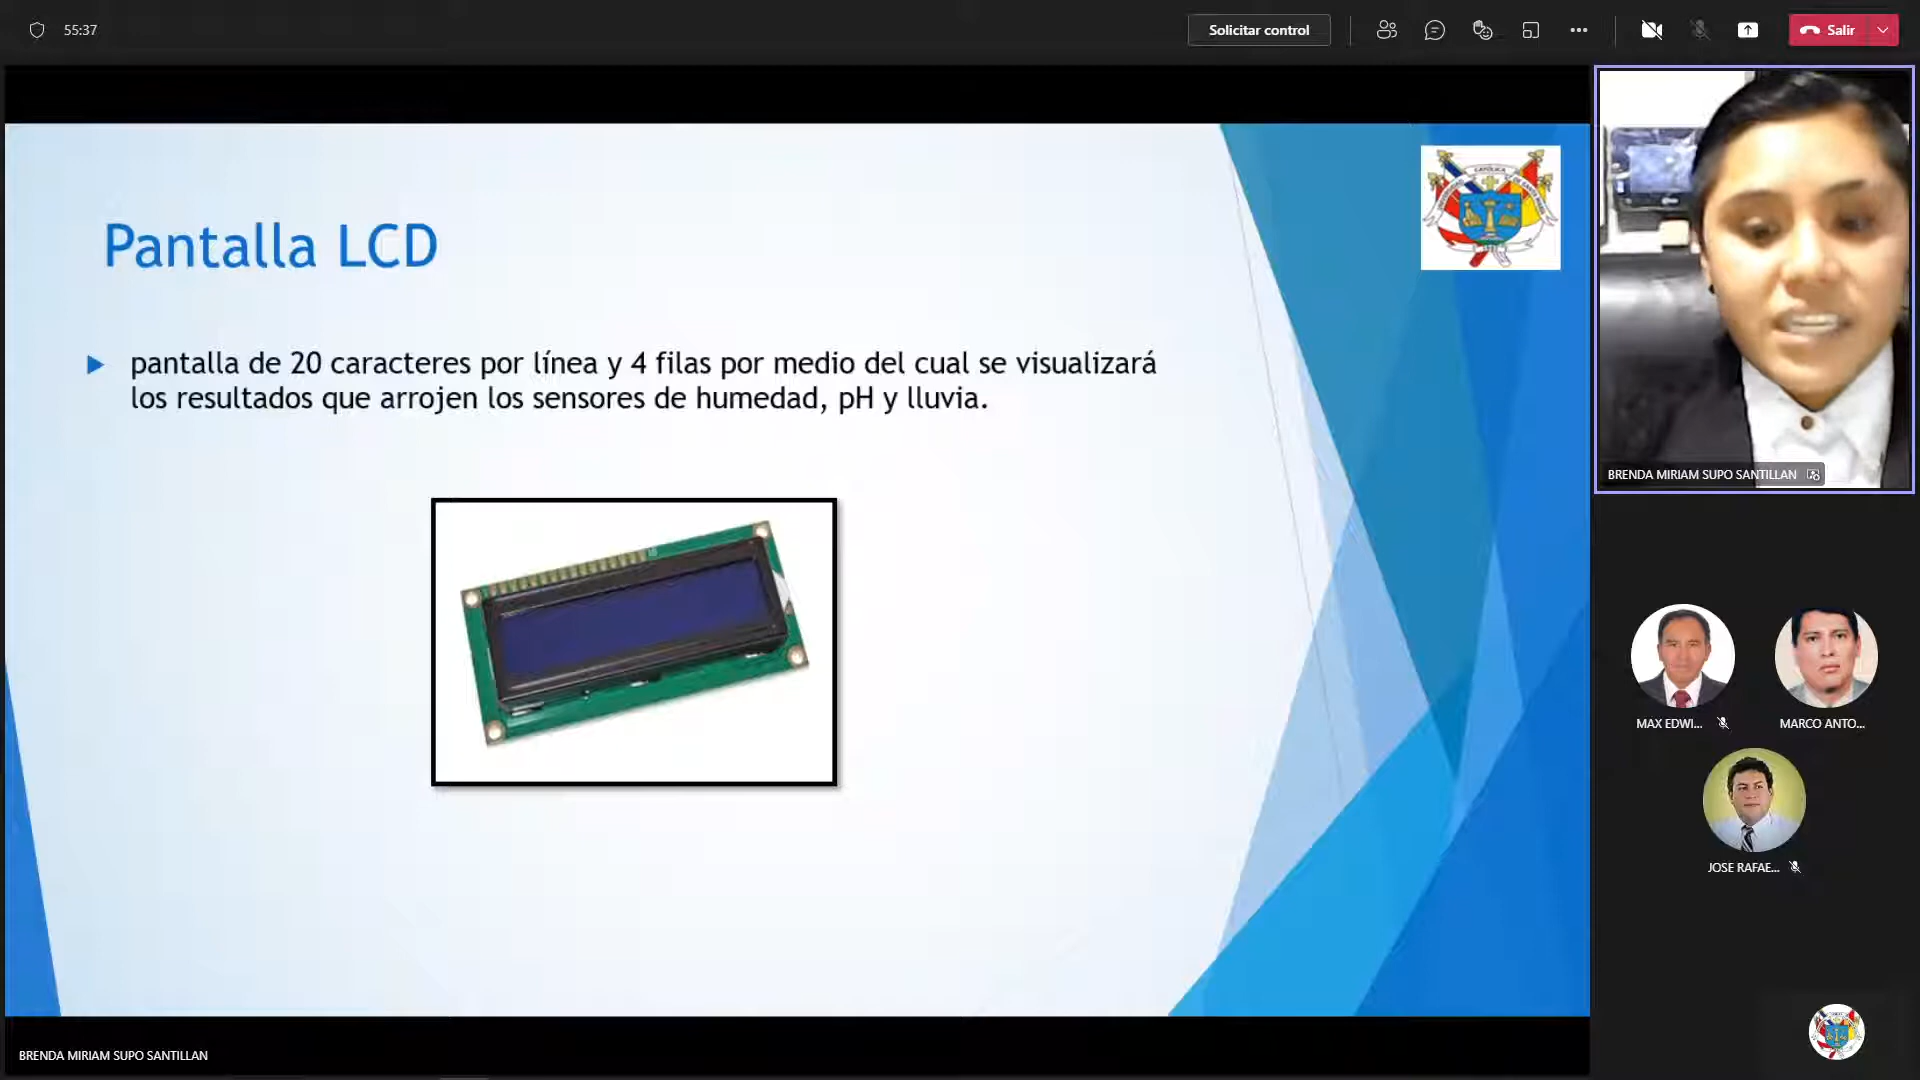 55:37
Solicitar control
Salir
Pantalla LCD
pantalla de 20 caracteres por línea y 4 filas por medio del cual se visualizará
los resultados que arrojen los sensores de humedad, pH y lluvia.
BRENDA MIRIAM SUPO SANTILLAN
MAX EDWI...
MARCO ANTO...
JOSE RAFAE...
BRENDA MIRIAM SUPO SANTILLAN